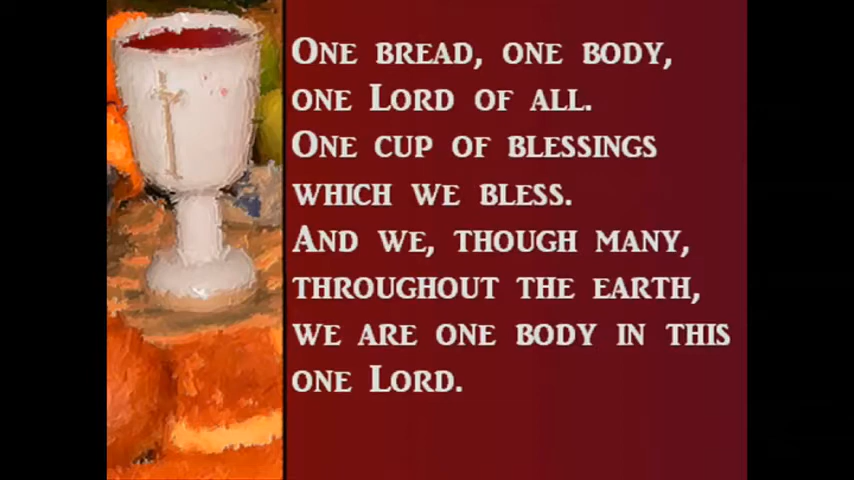 One bread, one body,
one Lord of all.
One cup of blessings
which we bless.
And we, though many,
throughout the earth,
we are one body in this
one Lord.